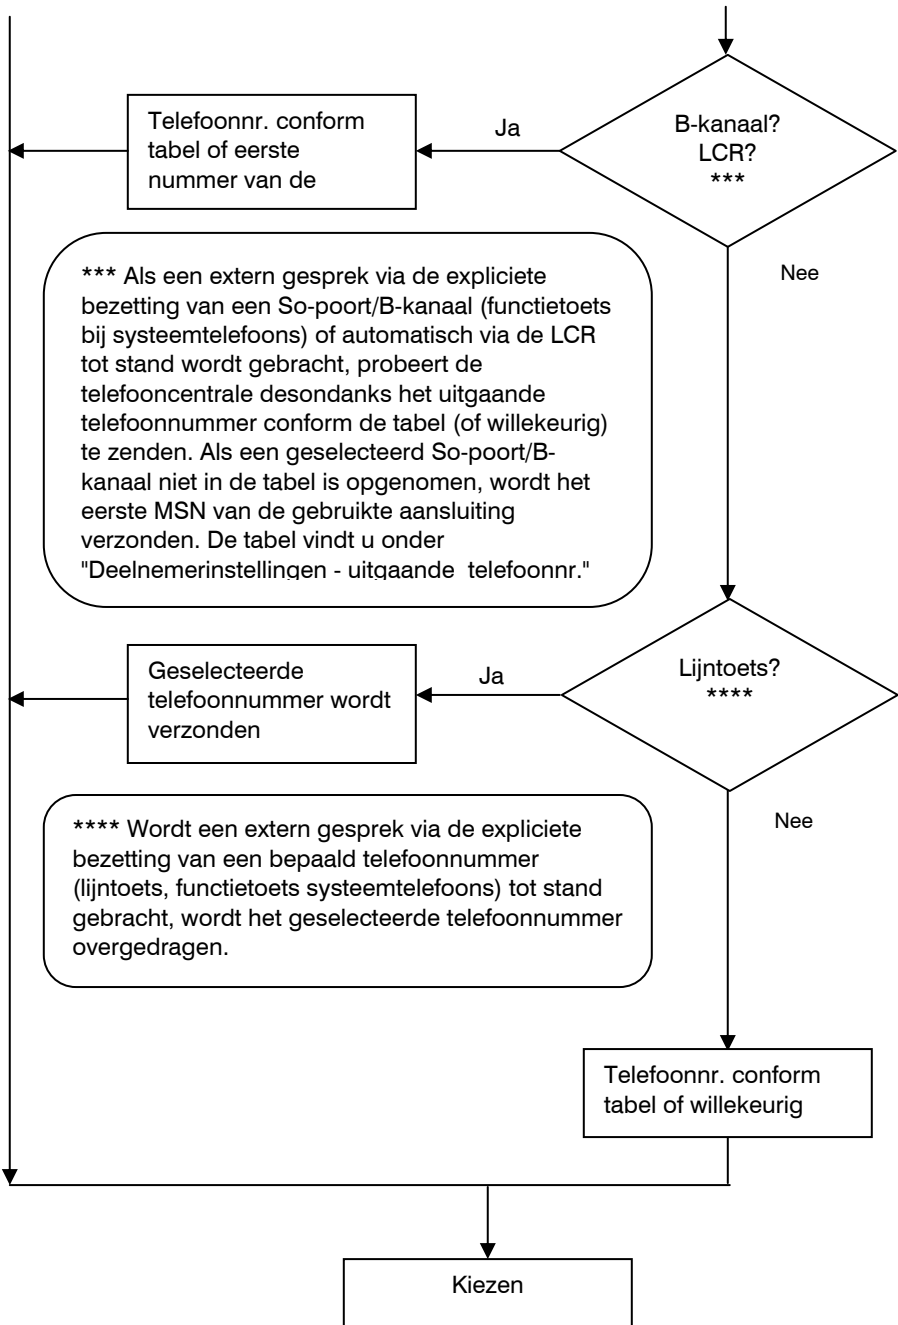 B-kanaal?
LCR?
***
Ja
Telefoonnr. conform
tabel of eerste
nummer van de
Nee
*** Als een extern gesprek via de expliciete
bezetting van een So-poort/B-kanaal (functietoets
bij systeemtelefoons) of automatisch via de LCR
tot stand wordt gebracht, probeert de
telefooncentrale desondanks het uitgaande
telefoonnummer conform de tabel (of willekeurig)
te zenden. Als een geselecteerd So-poort/B-
kanaal niet in de tabel is opgenomen, wordt het
eerste MSN van de gebruikte aansluiting
verzonden. De tabel vindt u onder
"Deelnemerinstellingen - uitgaande telefoonnr."
Lijntoets?
****
Ja
Geselecteerde
telefoonnummer wordt
verzonden
Nee
**** Wordt een extern gesprek via de expliciete
bezetting van een bepaald telefoonnummer
(lijntoets, functietoets systeemtelefoons) tot stand
gebracht, wordt het geselecteerde telefoonnummer
overgedragen.
Telefoonnr. conform
tabel of willekeurig
Kiezen